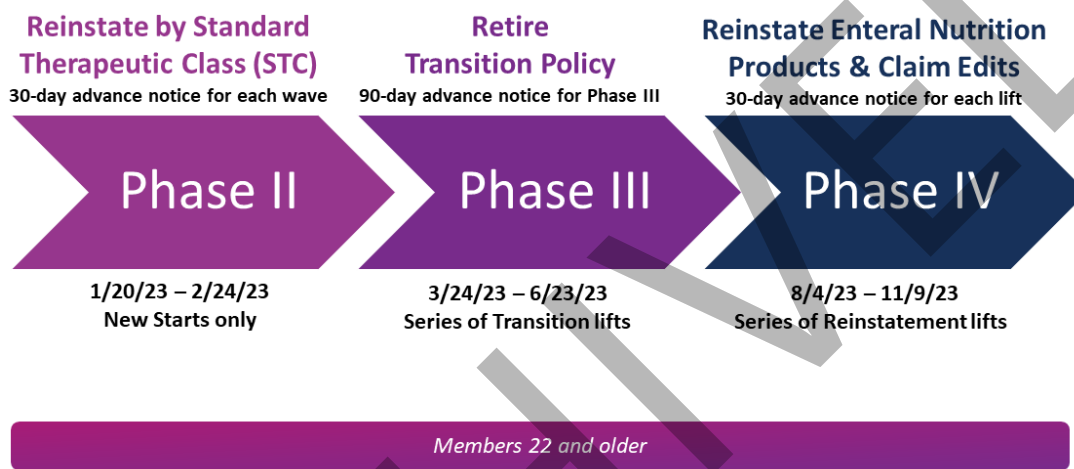 Reinstate by Standard
Therapeutic Class (STC)
30-day advance notice for each wave
Phase II
1/20/23 – 2/24/23
New Starts only
Retire
Transition Policy
90-day advance notice for Phase III
Phase III
3/24/23 – 6/23/23
Series of Transition lifts
Reinstate Enteral Nutrition
Products & Claim Edits
30-day advance notice for each lift
Phase IV
8/4/23 – 11/9/23
Series of Reinstatement lifts
Members 22 and older